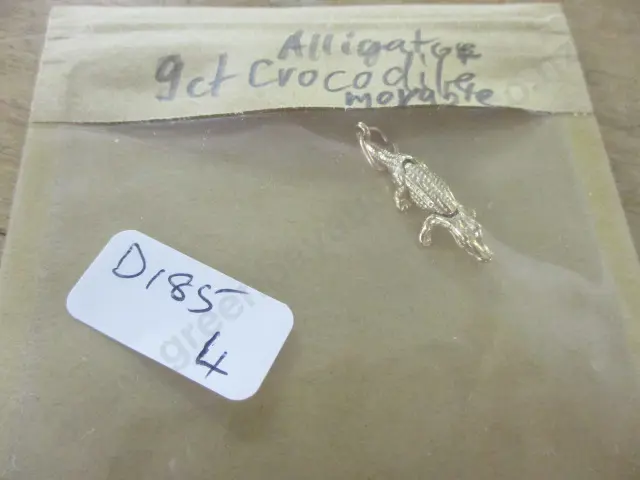 Alligator
9ct Crocodile
movable
D185
4